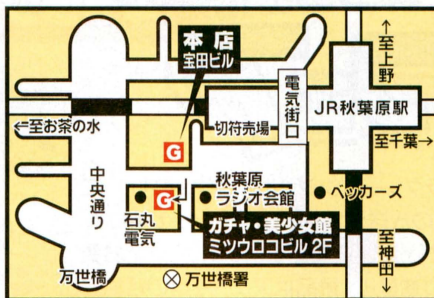 本店
宝田ビル
↑
至上野
電気街口
JR秋葉原駅
←至お茶の水
切符売場
至千葉→
G
中央通り
秋葉原
ラジオ会館
ベッカーズ
G
石丸
電気
ガチャ・美少女館
ミツウロコビル 2F
至神田
↓
万世橋
万世橋署